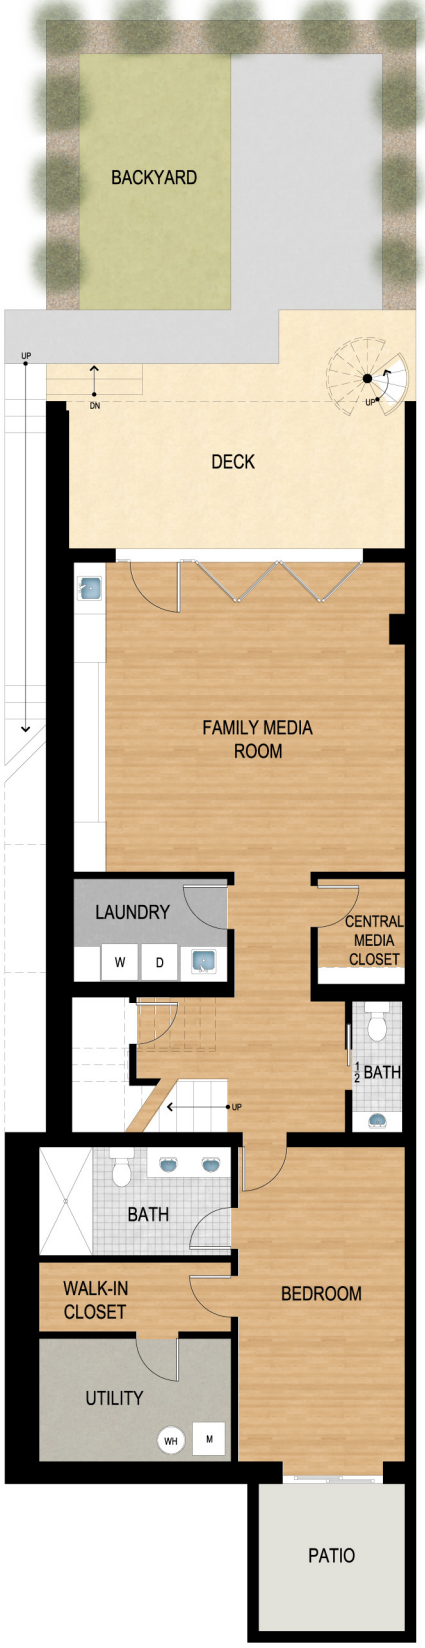 BACKYARD
UP
DN
UP
DECK
FAMILY MEDIA
ROOM
LAUNDRY
W
D
CENTRAL
MEDIA
CLOSET
1/2 BATH
UP
BATH
WALK-IN
CLOSET
BEDROOM
UTILITY
WH
M
PATIO